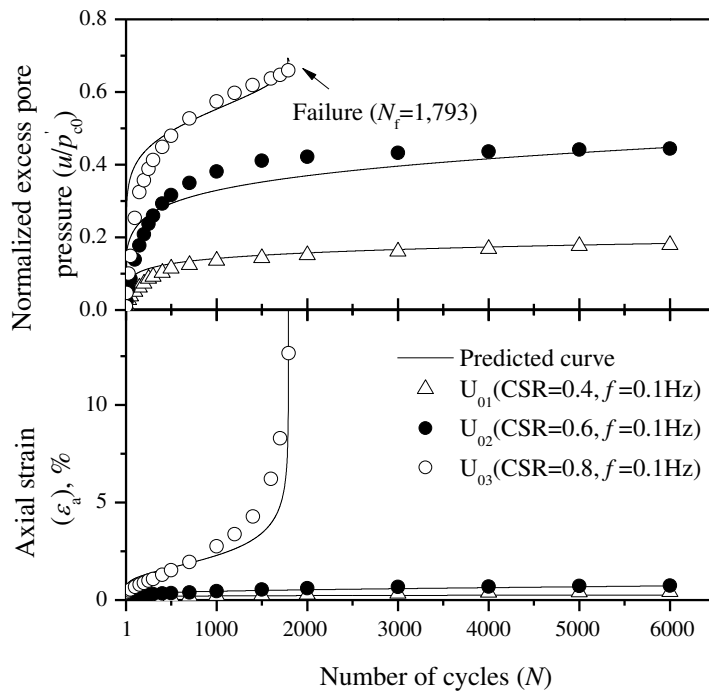 0.8
0.6
0.4
0.2
0.0
Normalized excess pore
pressure (u/p'c0)
Failure (Nf=1,793)
10
5
0
Axial strain
(εa), %
Predicted curve
U01(CSR=0.4, f=0.1Hz)
U02(CSR=0.6, f=0.1Hz)
U03(CSR=0.8, f=0.1Hz)
1 1000 2000 3000 4000 5000 6000
Number of cycles (N)